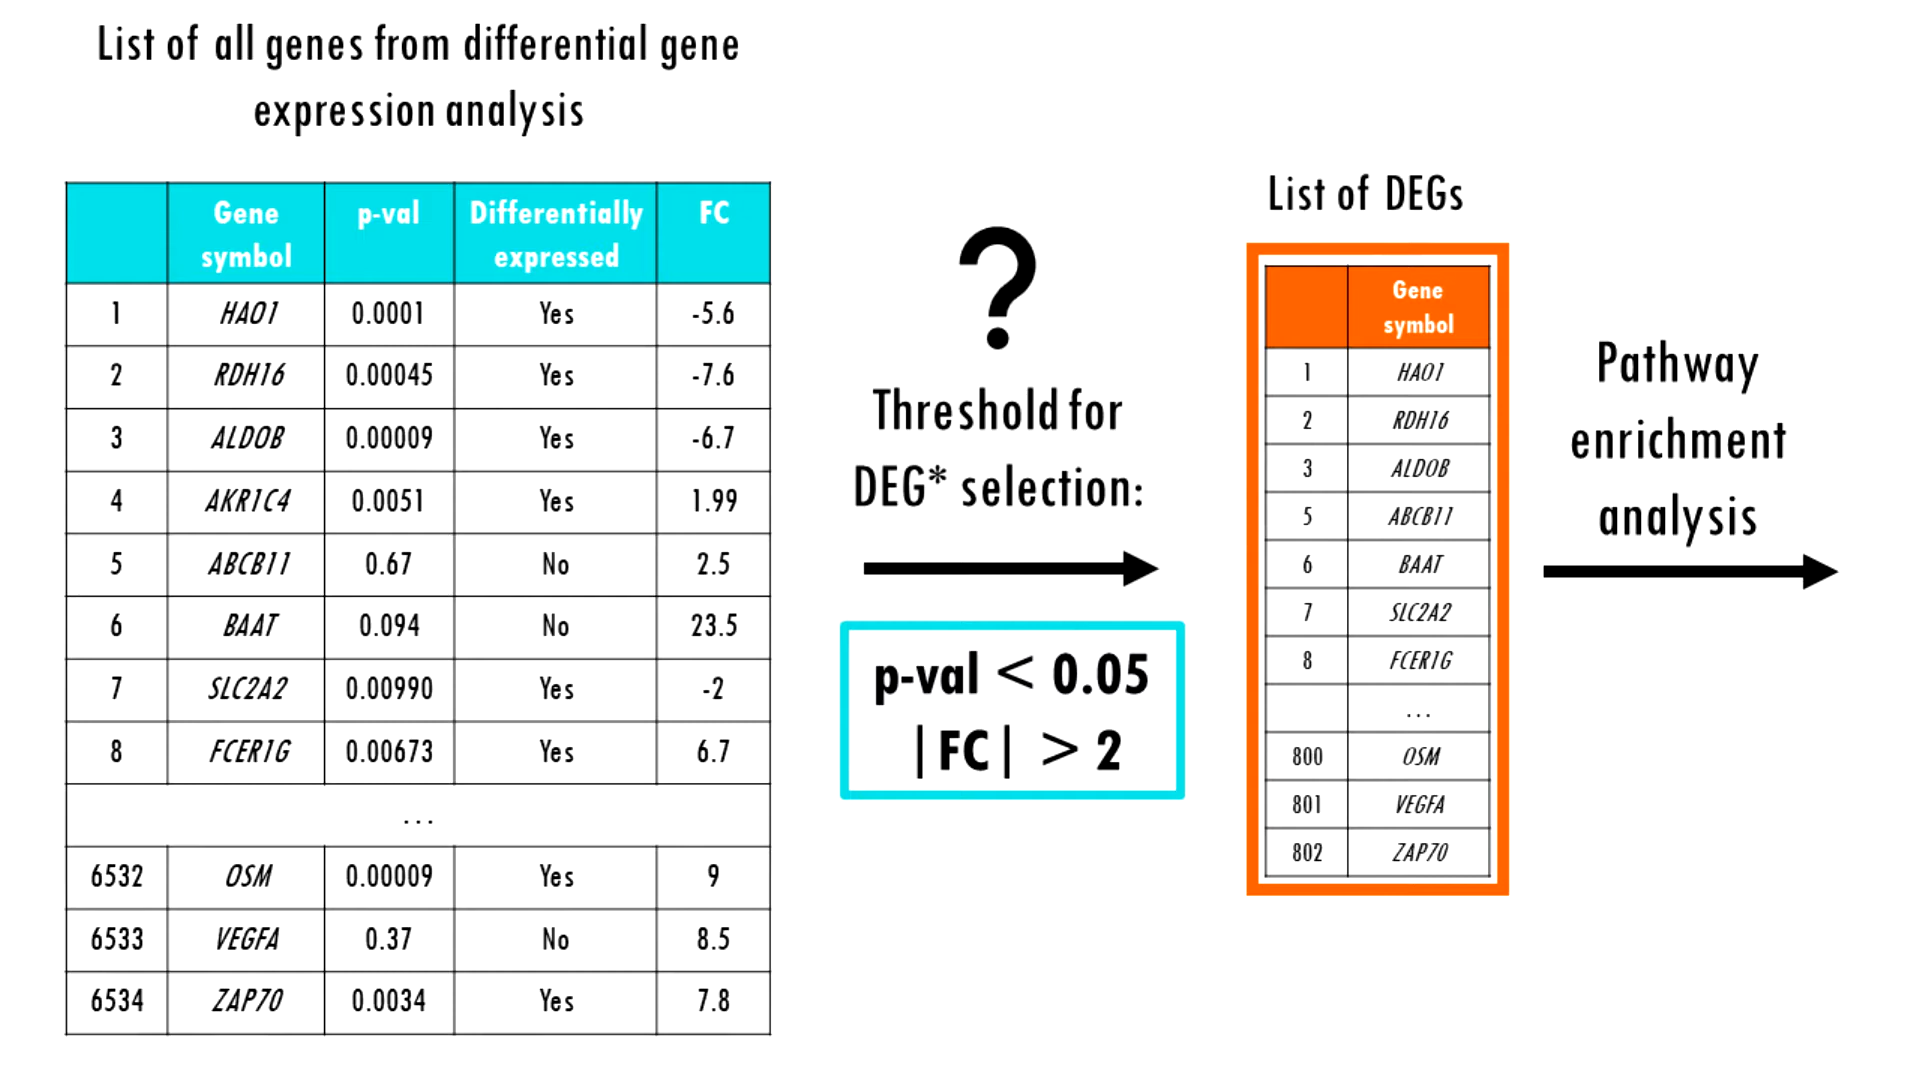 List of all genes from differential gene
expression analysis
Gene symbol p-val Differentially expressed FC
1 HAO1 0.0001 Yes -5.6
2 RDH16 0.00045 Yes -7.6
3 ALDOB 0.00009 Yes -6.7
4 AKR1C4 0.0051 Yes 1.99
5 ABCB11 0.67 No 2.5
6 BAAT 0.094 No 23.5
7 SLC2A2 0.00990 Yes -2
8 FCER1G 0.00673 Yes 6.7
...
6532 OSM 0.00009 Yes 9
6533 VEGFA 0.37 No 8.5
6534 ZAP70 0.0034 Yes 7.8
?
Threshold for
DEG* selection:
p-val < 0.05
|FC| > 2
List of DEGs
Gene
symbol
1 HAO1
2 RDH16
3 ALDOB
5 ABCB11
6 BAAT
7 SLC2A2
8 FCER1G
...
800 OSM
801 VEGFA
802 ZAP70
Pathway
enrichment
analysis